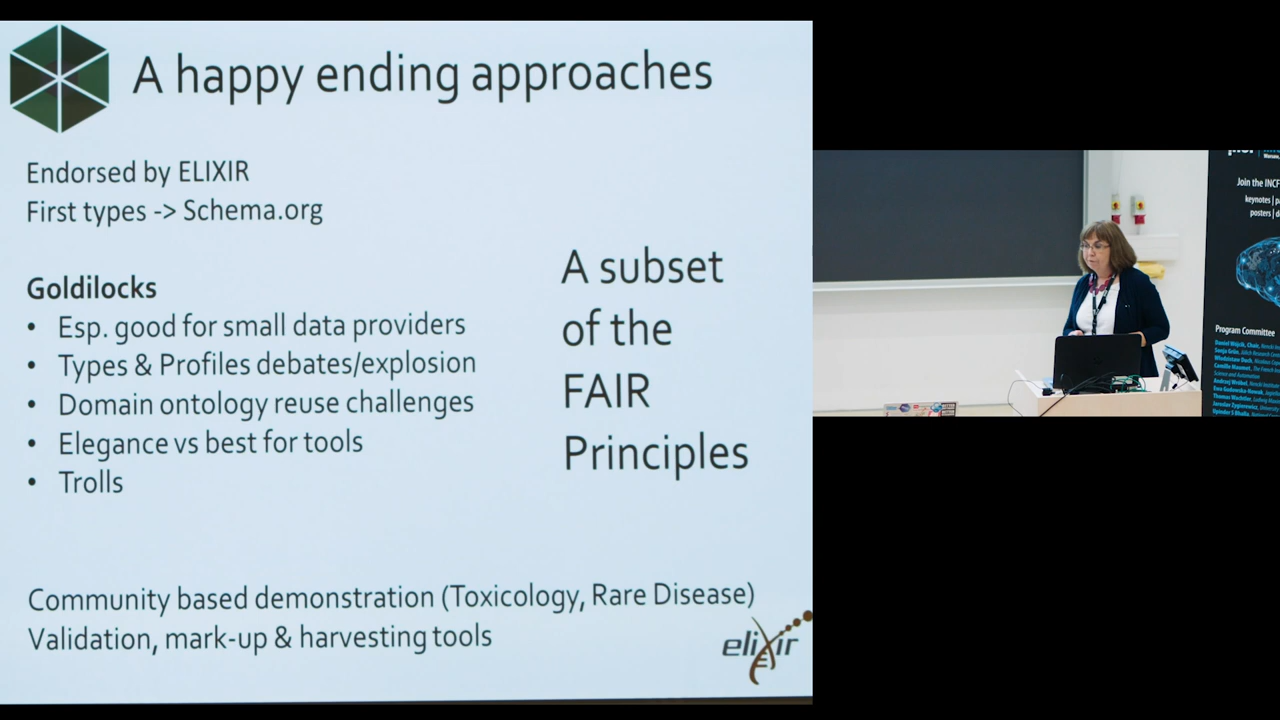 A happy ending approaches
Endorsed by ELIXIR
First types -> Schema.org
Goldilocks
• Esp. good for small data providers
• Types & Profiles debates/explosion
• Domain ontology reuse challenges
• Elegance vs best for tools
• Trolls
A subset
of the
FAIR
Principles
Community based demonstration (Toxicology, Rare Disease)
Validation, mark-up & harvesting tools
elixir
Join the INCF
keynotes | p
posters | d
Program Committee